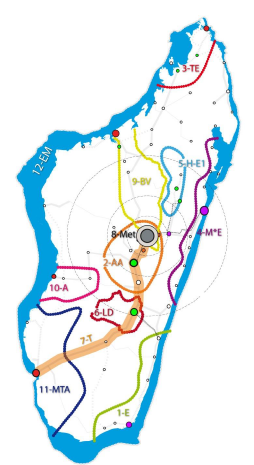 3-TE
12-EM
5-H-E1
9-BV
8-Met
4-M*E
2-AA
10-A
6-LD
7-T
11-MTA
1-E